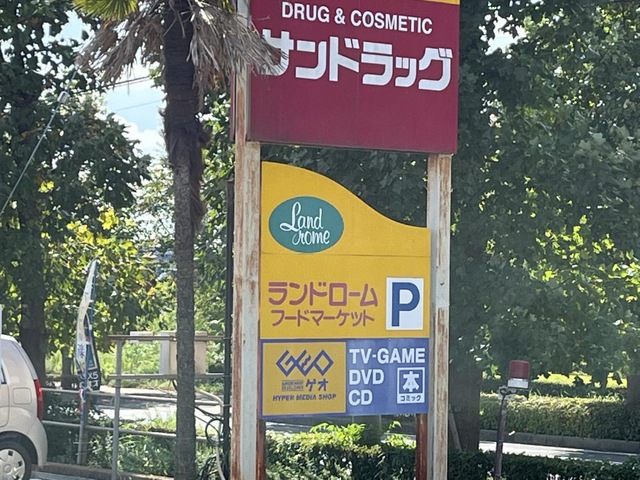 DRUG & COSMETIC
サンドラッグ
Land
rome
ランドローム
フードマーケット
P
GEO
ゲオ
HYPER MEDIA SHOP
TV-GAME
DVD
CD
本
コミック